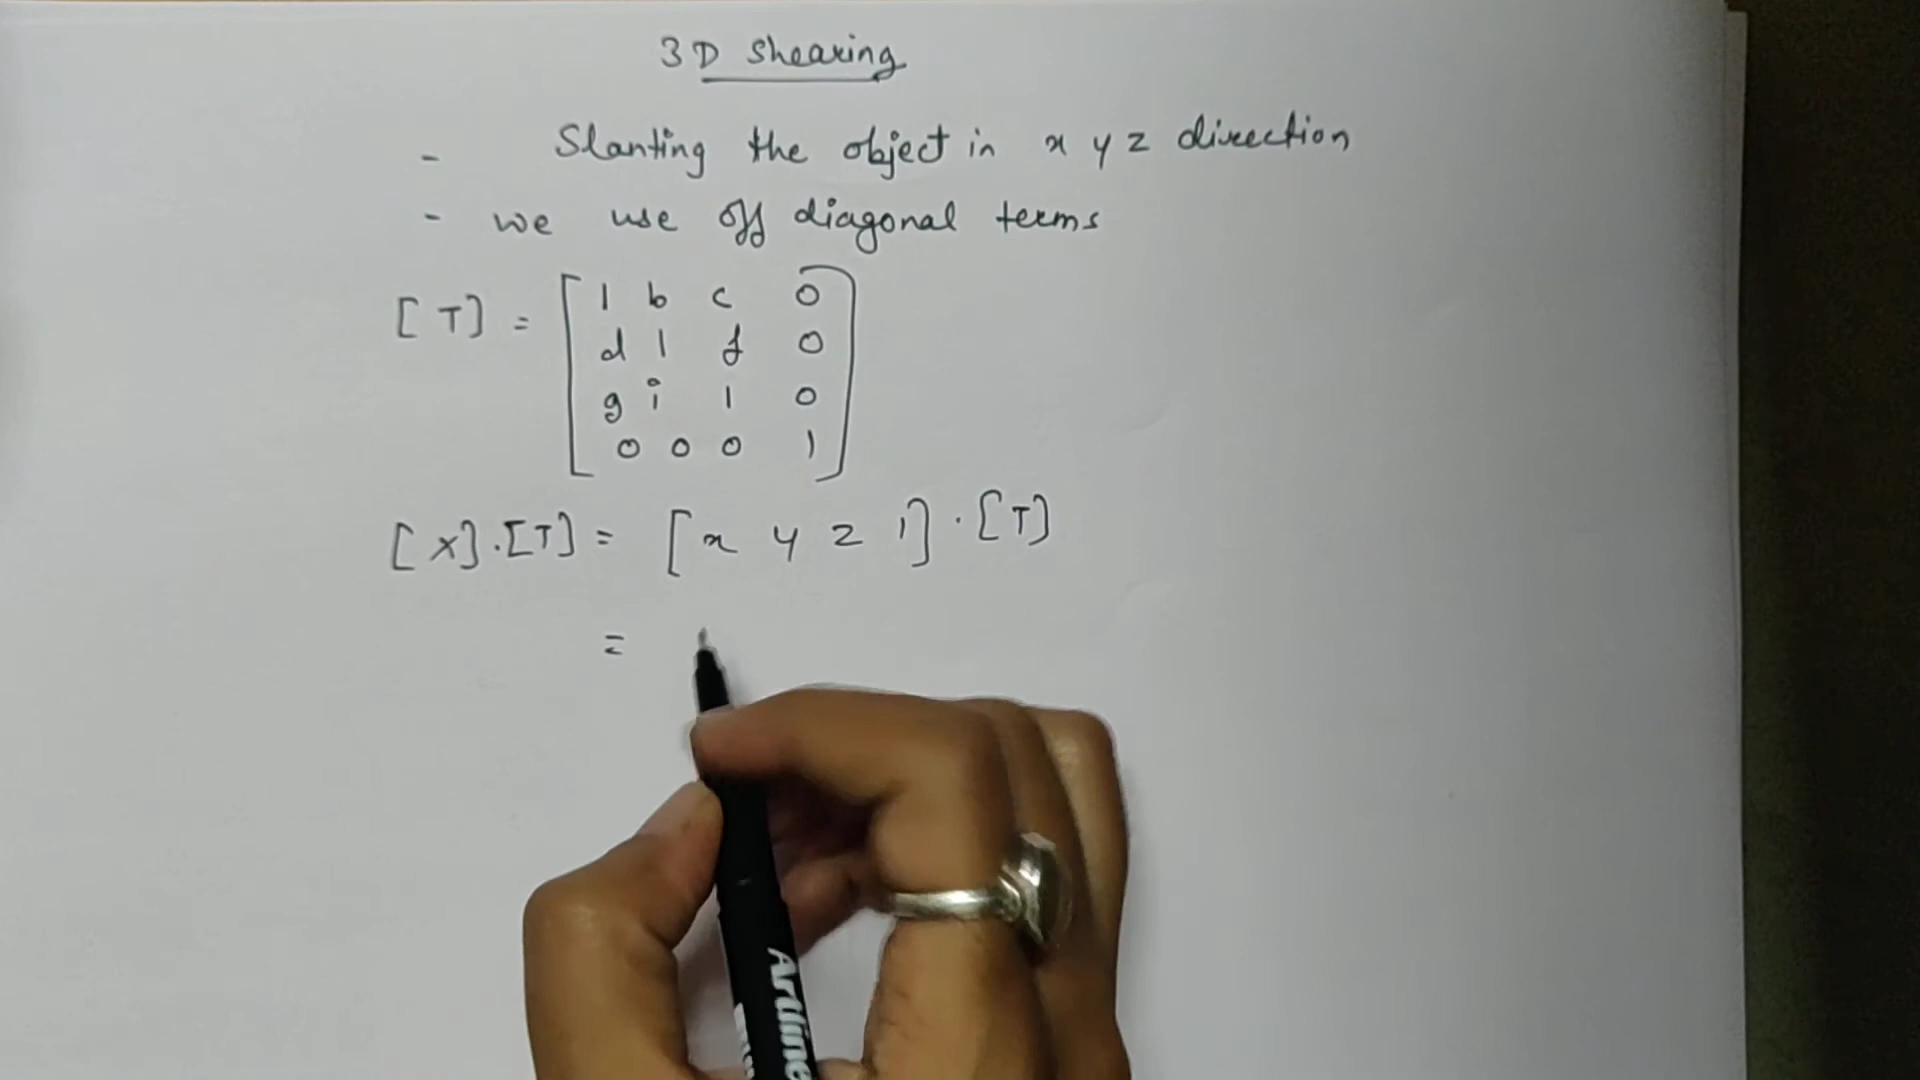 3D Shearing
- Slanting the object in x y z direction
- we use off diagonal terms
[T] = [1 b c 0
d 1 f 0
g i 1 0
0 0 0 1]
[X].[T] = [x y z 1] . [T]
=
Artline